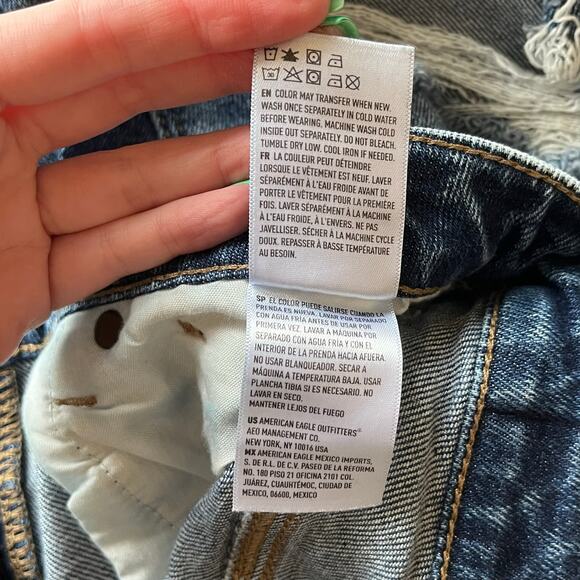 EN COLOR MAY TRANSFER WHEN NEW.
WASH ONCE SEPARATELY IN COLD WATER
BEFORE WEARING. MACHINE WASH COLD
INSIDE OUT SEPARATELY. DO NOT BLEACH.
TUMBLE DRY LOW. COOL IRON IF NEEDED.
FR LA COULEUR PEUT DÉTEINDRE
LORSQUE LE VÊTEMENT EST NEUF. LAVER
SÉPARÉMENT À L'EAU FROIDE AVANT DE
PORTER LE VÊTEMENT POUR LA PREMIÈRE
FOIS. LAVER SÉPARÉMENT À LA MACHINE
À L'EAU FROIDE, À L'ENVERS. NE PAS
JAVELLISER. SÉCHER À LA MACHINE CYCLE
DOUX. REPASSER À BASSE TEMPÉRATURE
AU BESOIN.
SP EL COLOR PUEDE SALIRSE CUANDO LA
PRENDA ES NUEVA. LAVAR POR SEPARADO
CON AGUA FRÍA ANTES DE USAR POR
PRIMERA VEZ. LAVAR A MÁQUINA POR
SEPARADO CON AGUA FRÍA Y CON EL
INTERIOR DE LA PRENDA HACIA AFUERA.
NO USAR BLANQUEADOR. SECAR A
MÁQUINA A TEMPERATURA BAJA. USAR
PLANCHA TIBIA SI ES NECESARIO. NO
LAVAR EN SECO.
MANTENER LEJOS DEL FUEGO
US AMERICAN EAGLE OUTFITTERS®
AEO MANAGEMENT CO.
NEW YORK, NY 10016 USA
MX AMERICAN EAGLE MEXICO IMPORTS,
S. DE R.L. DE C.V. PASEO DE LA REFORMA
NO. 180 PISO 21 OFICINA 2101 COL.
JUÁREZ, CUAUHTÉMOC, CIUDAD DE
MEXICO, 06600, MEXICO